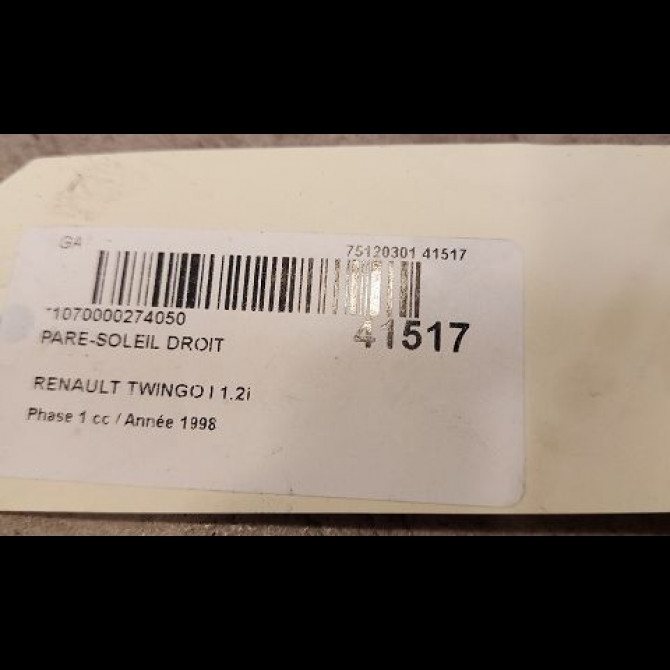 GA
75120301 41517
1070000274050
41517
PARE-SOLEIL DROIT
RENAULT TWINGO I 1.2i
Phase 1 cc / Année 1998